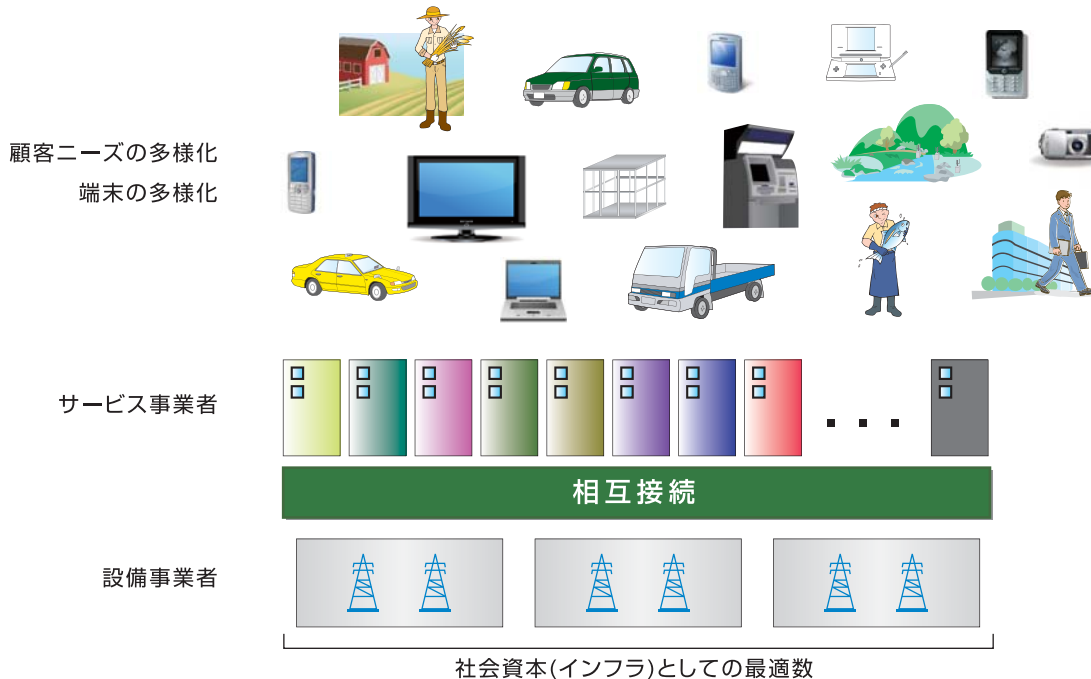 顧客ニーズの多様化
端末の多様化
サービス事業者
相互接続
設備事業者
社会資本(インフラ)としての最適数